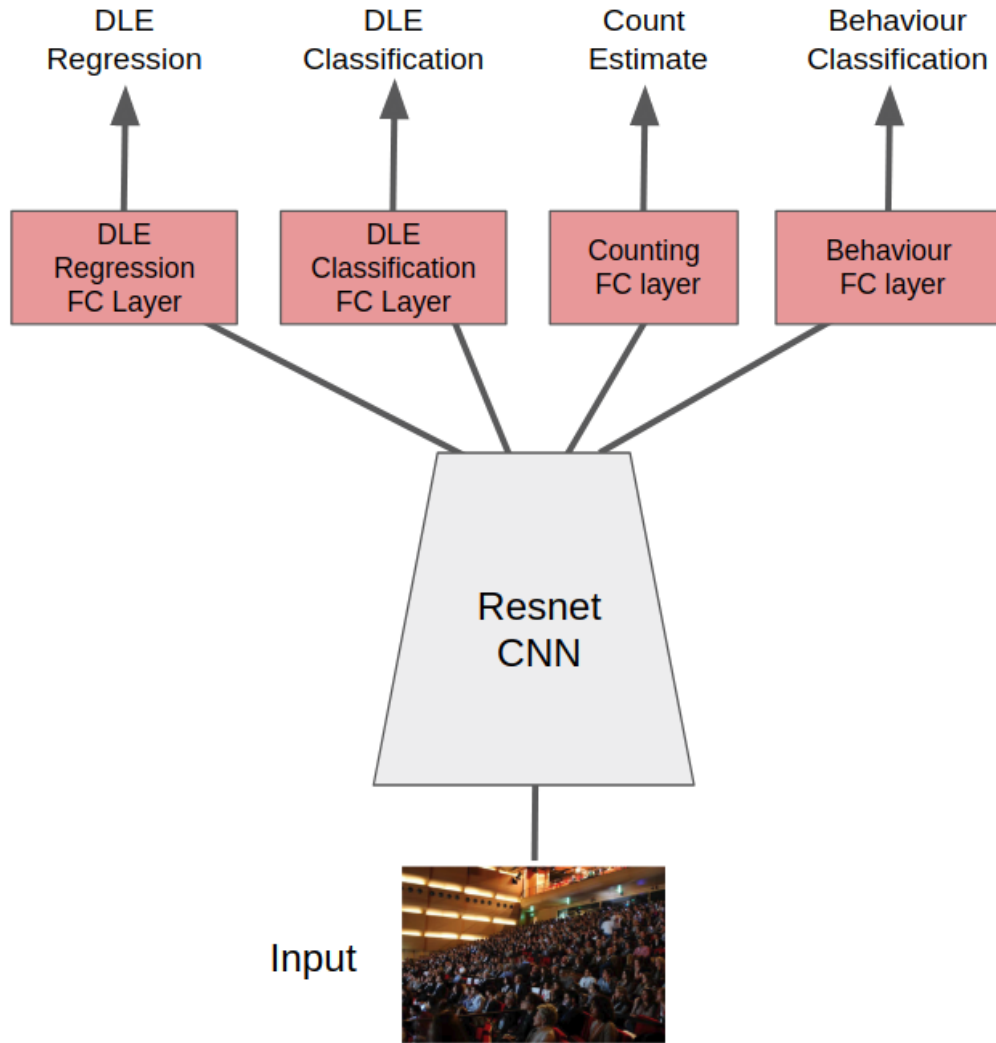 DLE
Regression
DLE
Classification
Count
Estimate
Behaviour
Classification
DLE
Regression
FC Layer
DLE
Classification
FC Layer
Counting
FC layer
Behaviour
FC layer
Resnet
CNN
Input